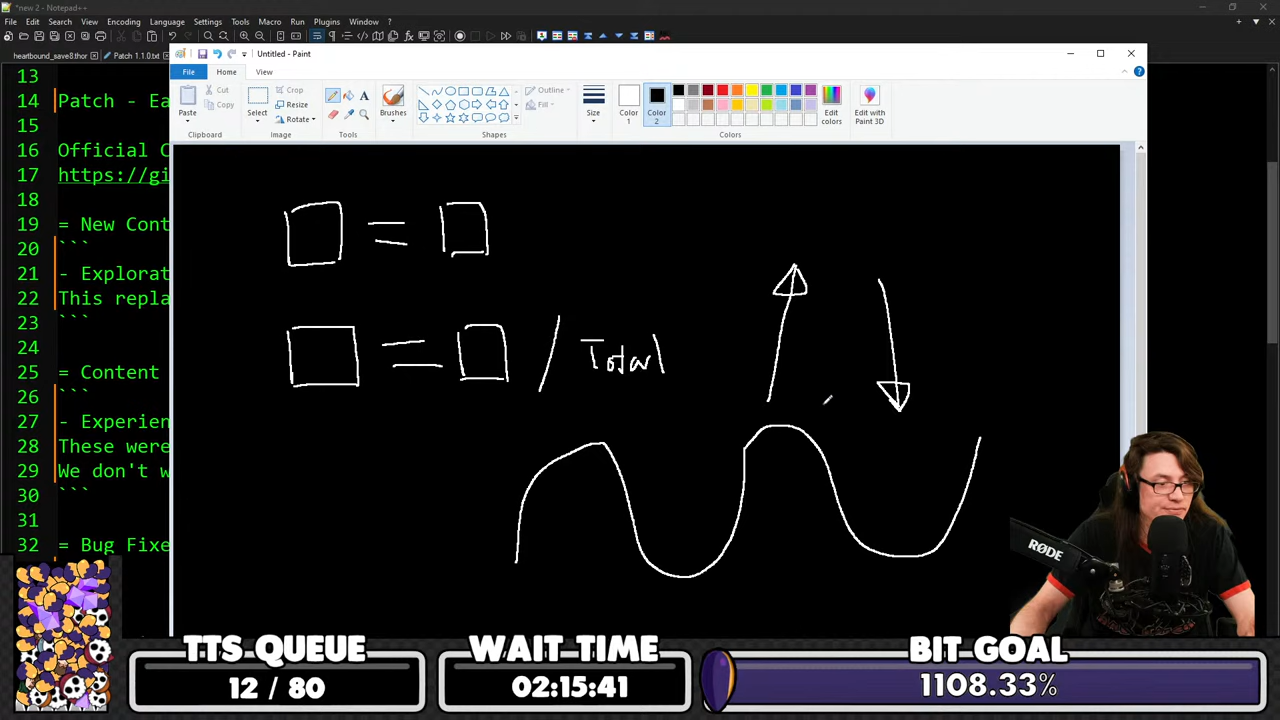 *new 2 - Notepad++
File Edit Search View Encoding Language Settings Tools Macro Run Plugins Window ?
heartbound_save8.thor Patch 1.1.0.txt
Untitled - Paint
File Home View
Paste Cut Copy Select Crop Resize Rotate Brushes Outline Fill Size Color 1 Color 2 Edit colors Edit with Paint 3D
Clipboard Image Tools Shapes Colors
13
14 Patch - Ea
15
16 Official C
17 https://gi
18
19 = New Cont
20 ```
21 - Explorat
22 This repla
23 ```
24
25 = Content
26 ```
27 - Experien
28 These were
29 We don't w
30 ```
31
32 = Bug Fixe
=
= / Total
RØDE
TTS QUEUE
12 / 80
WAIT TIME
02:15:41
BIT GOAL
1108.33%